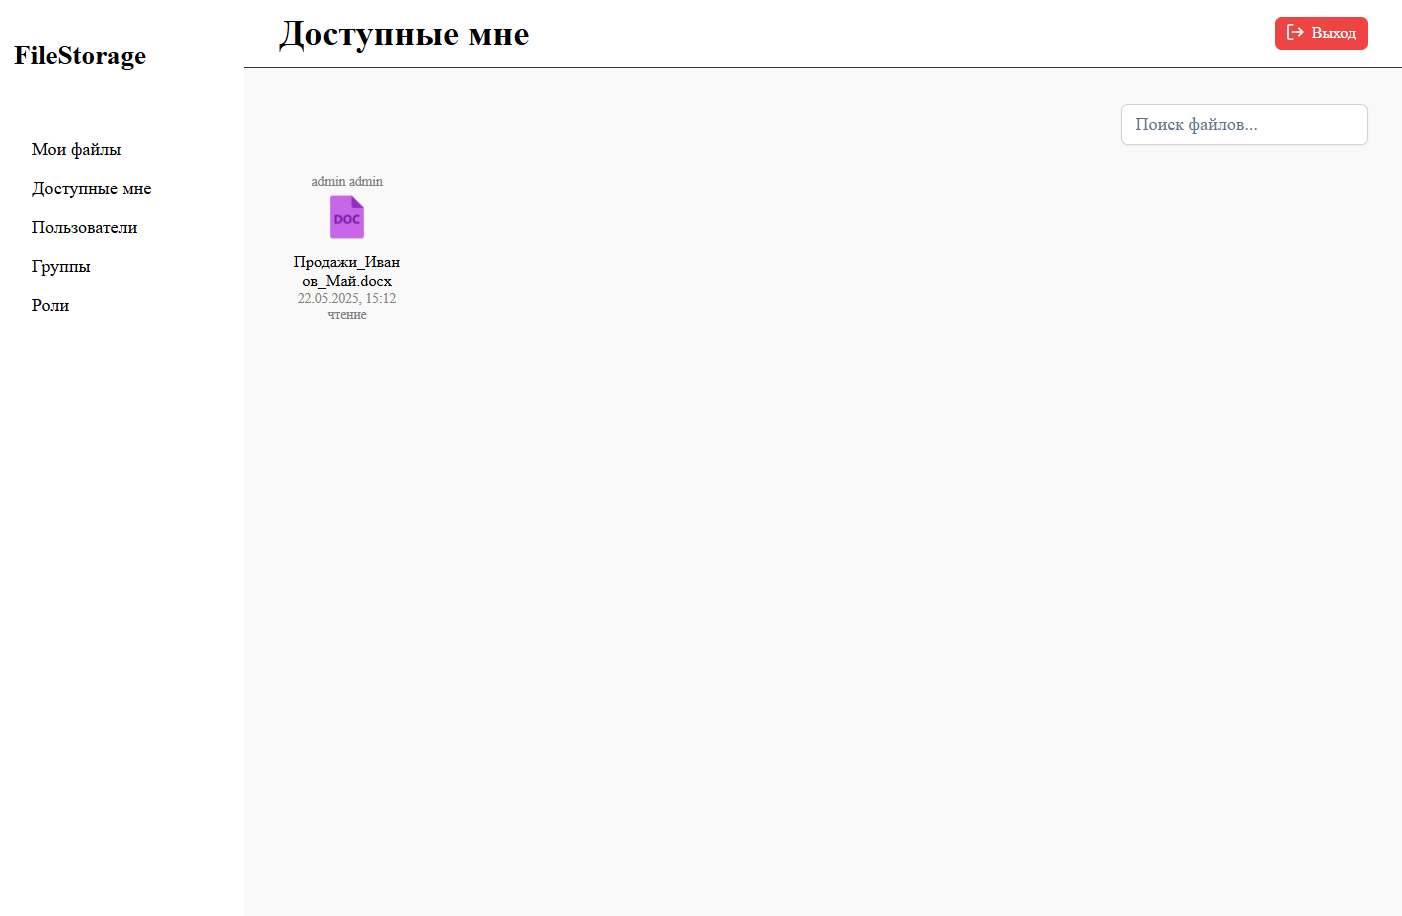 FileStorage
Мои файлы
Доступные мне
Пользователи
Группы
Роли
Доступные мне
Выход
Поиск файлов...
admin admin
DOC
Продажи_Иван
ов_Май.docx
22.05.2025, 15:12
чтение